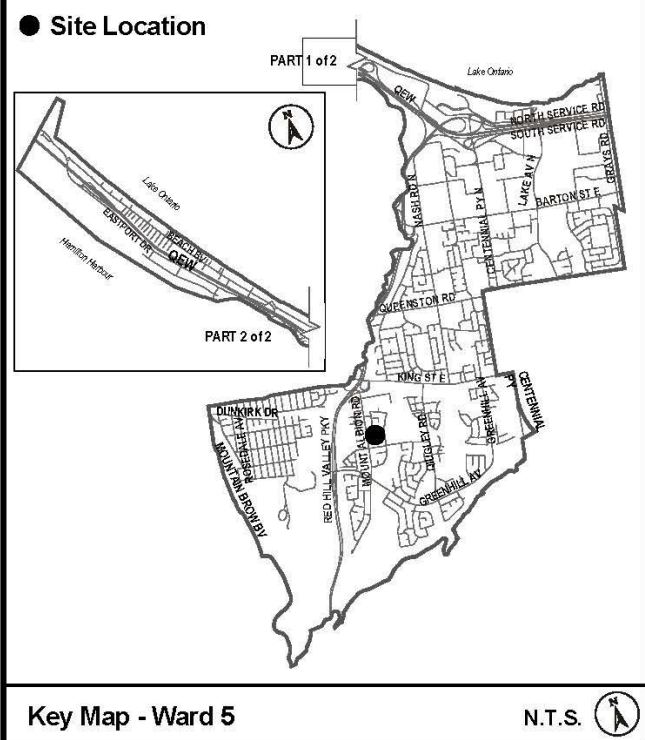 Site Location
PART 1 of 2
Lake Ontario
QEW
NORTH SERVICE RD
SOUTH SERVICE RD
GRAYS RD
LAKE AV N
NASH RD N
CENTENNIAL PY N
BARTON ST E
N
Lake Ontario
BEACH BV
EASTPORT DR
QEW
Hamilton Harbour
PART 2 of 2
QUEENSTON RD
KING ST E
DUNKIRK DR
ROSEDALE AV
MOUNTAIN BROW BV
RED HILL VALLEY PKY
MOUNT ALBION RD
QUIGLEY RD
GREENHILL AV
GREENHILL AV
CENTENNIAL
PY
Key Map - Ward 5
N.T.S.
N